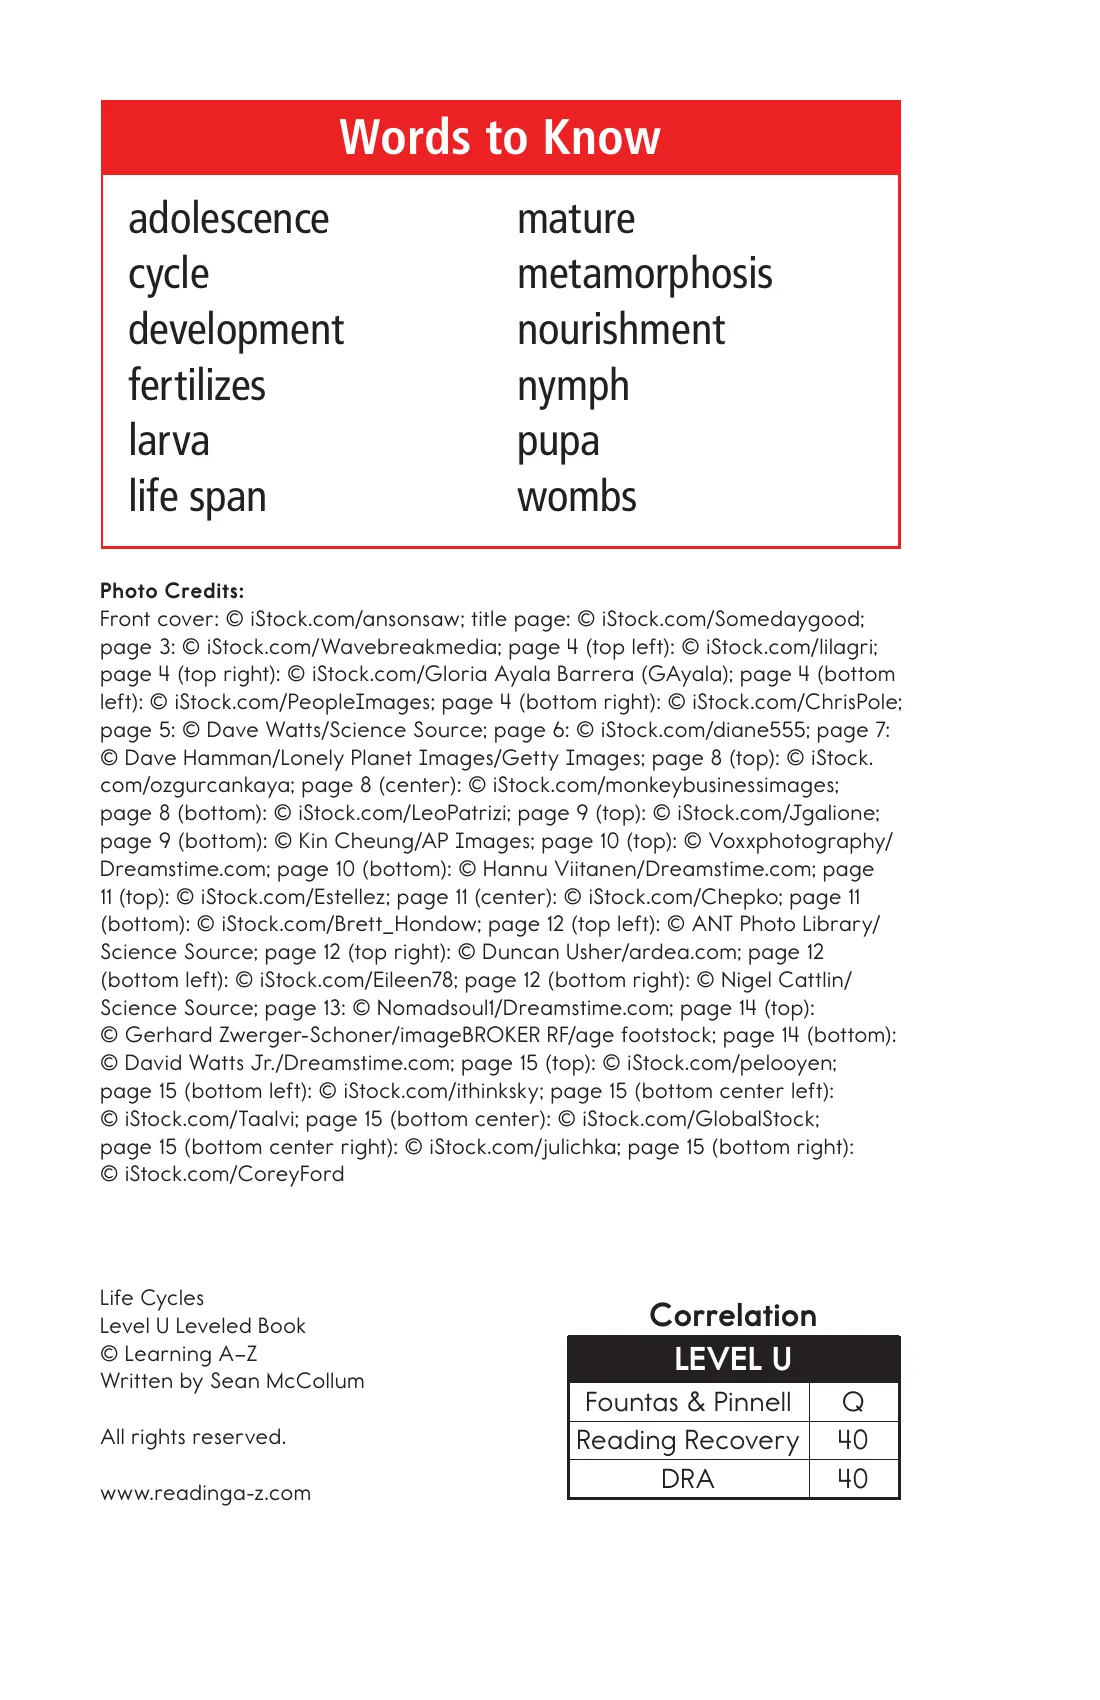 Words to Know
adolescence
cycle
development
fertilizes
larva
life span
mature
metamorphosis
nourishment
nymph
pupa
wombs
Photo Credits:
Front cover: © iStock.com/ansonsaw; title page: © iStock.com/Somedaygood;
page 3: © iStock.com/Wavebreakmedia; page 4 (top left): © iStock.com/lilagri;
page 4 (top right): © iStock.com/Gloria Ayala Barrera (GAyala); page 4 (bottom
left): © iStock.com/PeopleImages; page 4 (bottom right): © iStock.com/ChrisPole;
page 5: © Dave Watts/Science Source; page 6: © iStock.com/diane555; page 7:
© Dave Hamman/Lonely Planet Images/Getty Images; page 8 (top): © iStock.
com/ozgurcankaya; page 8 (center): © iStock.com/monkeybusinessimages;
page 8 (bottom): © iStock.com/LeoPatrizi; page 9 (top): © iStock.com/Jgalione;
page 9 (bottom): © Kin Cheung/AP Images; page 10 (top): © Voxxphotography/
Dreamstime.com; page 10 (bottom): © Hannu Viitanen/Dreamstime.com; page
11 (top): © iStock.com/Estellez; page 11 (center): © iStock.com/Chepko; page 11
(bottom): © iStock.com/Brett_Hondow; page 12 (top left): © ANT Photo Library/
Science Source; page 12 (top right): © Duncan Usher/ardea.com; page 12
(bottom left): © iStock.com/Eileen78; page 12 (bottom right): © Nigel Cattlin/
Science Source; page 13: © Nomadsoul1/Dreamstime.com; page 14 (top):
© Gerhard Zwerger-Schoner/imageBROKER RF/age footstock; page 14 (bottom):
© David Watts Jr./Dreamstime.com; page 15 (top): © iStock.com/pelooyen;
page 15 (bottom left): © iStock.com/ithinksky; page 15 (bottom center left):
© iStock.com/Taalvi; page 15 (bottom center): © iStock.com/GlobalStock;
page 15 (bottom center right): © iStock.com/julichka; page 15 (bottom right):
© iStock.com/CoreyFord
Life Cycles
Level U Leveled Book
© Learning A–Z
Written by Sean McCollum
All rights reserved.
www.readinga-z.com
Correlation
LEVEL U
Fountas & Pinnell Q
Reading Recovery 40
DRA 40